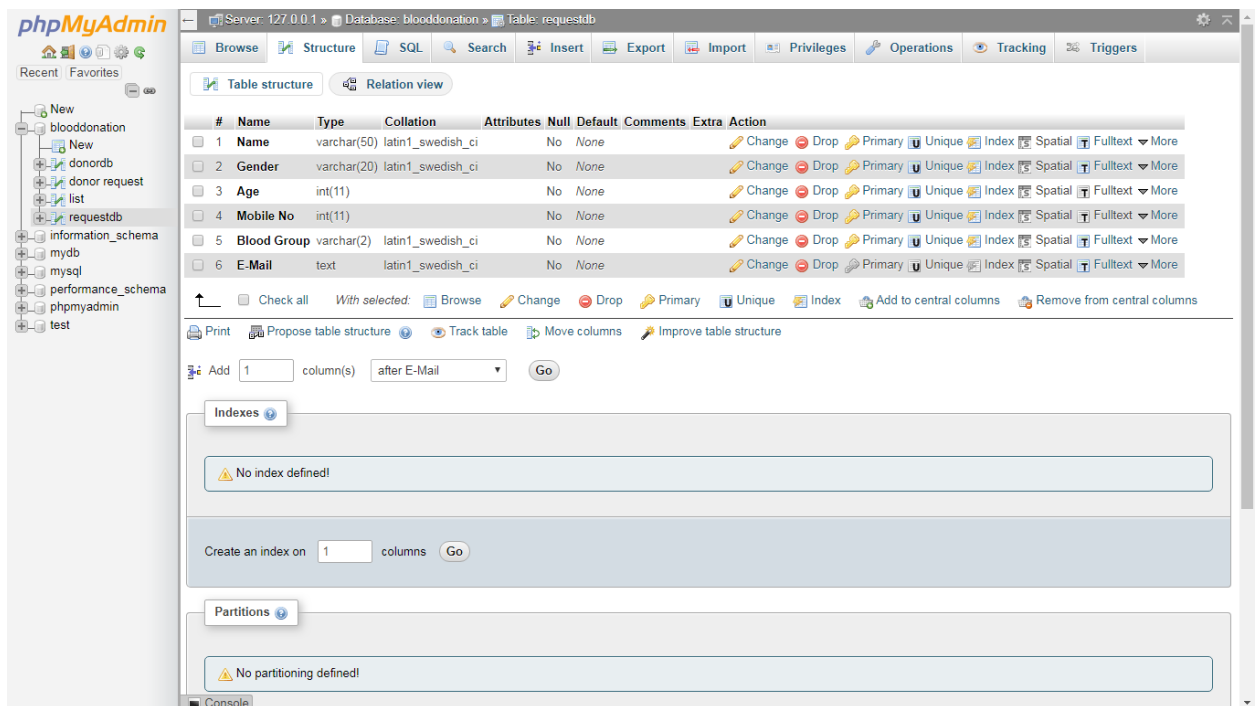 phpMyAdmin
Recent Favorites
New
blooddonation
New
donordb
donor request
list
requestdb
information_schema
mydb
mysql
performance_schema
phpmyadmin
test
Server: 127.0.0.1 » Database: blooddonation » Table: requestdb
Browse Structure SQL Search Insert Export Import Privileges Operations Tracking Triggers
Table structure Relation view
# Name Type Collation Attributes Null Default Comments Extra Action
1 Name varchar(50) latin1_swedish_ci No None Change Drop Primary Unique Index Spatial Fulltext More
2 Gender varchar(20) latin1_swedish_ci No None Change Drop Primary Unique Index Spatial Fulltext More
3 Age int(11) No None Change Drop Primary Unique Index Spatial Fulltext More
4 Mobile No int(11) No None Change Drop Primary Unique Index Spatial Fulltext More
5 Blood Group varchar(2) latin1_swedish_ci No None Change Drop Primary Unique Index Spatial Fulltext More
6 E-Mail text latin1_swedish_ci No None Change Drop Primary Unique Index Spatial Fulltext More
Check all With selected: Browse Change Drop Primary Unique Index Add to central columns Remove from central columns
Print Propose table structure Track table Move columns Improve table structure
Add 1 column(s) after E-Mail Go
Indexes
No index defined!
Create an index on 1 columns Go
Partitions
No partitioning defined!
Console